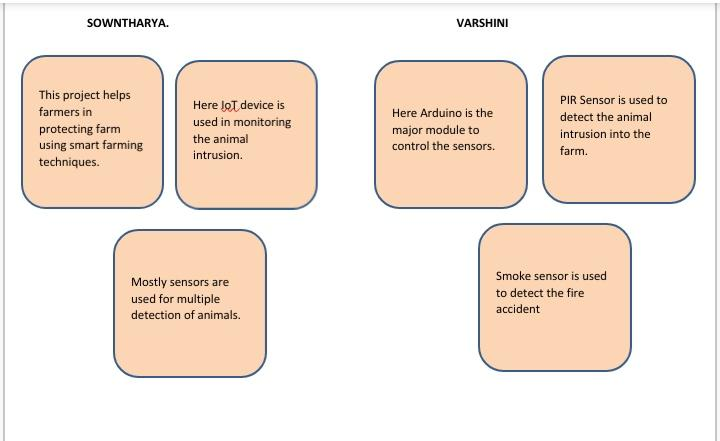 SOWNTHARYA.
VARSHINI
This project helps
farmers in
protecting farm
using smart farming
techniques.
Here IoT device is
used in monitoring
the animal
intrusion.
Here Arduino is the
major module to
control the sensors.
PIR Sensor is used to
detect the animal
intrusion into the
farm.
Mostly sensors are
used for multiple
detection of animals.
Smoke sensor is used
to detect the fire
accident